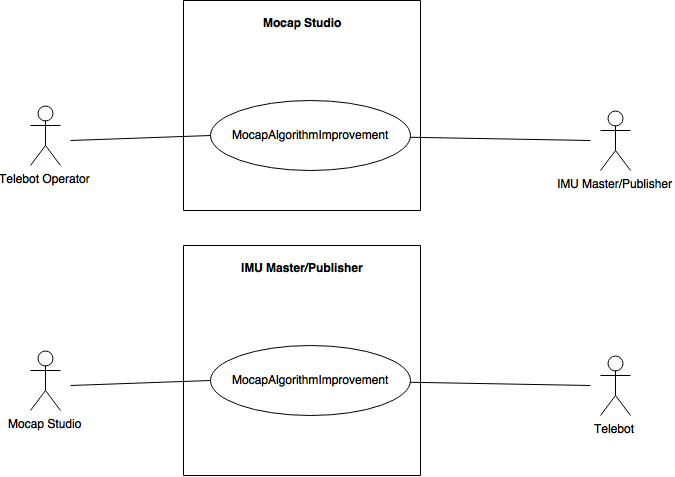 Mocap Studio
MocapAlgorithmImprovement
Telebot Operator
IMU Master/Publisher
IMU Master/Publisher
MocapAlgorithmImprovement
Mocap Studio
Telebot